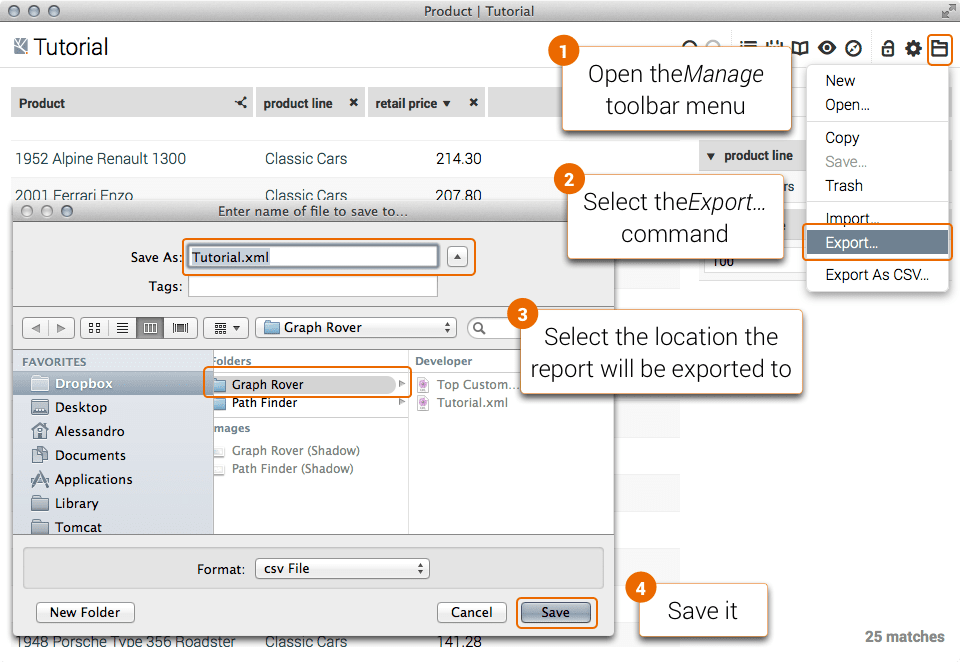 Product | Tutorial
Tutorial
1
Open theManage
toolbar menu
Product
product line
retail price
1952 Alpine Renault 1300
Classic Cars
214.30
2001 Ferrari Enzo
Classic Cars
207.80
product line
New
Open...
Copy
Save...
Trash
Import...
Export...
Export As CSV...
100
2
Select theExport...
command
Enter name of file to save to...
Save As:
Tutorial.xml
Tags:
Graph Rover
3
Select the location the
report will be exported to
FAVORITES
Dropbox
Desktop
Alessandro
Documents
Applications
Library
Tomcat
Folders
Graph Rover
Path Finder
Images
Graph Rover (Shadow)
Path Finder (Shadow)
Developer
Top Custom...
Tutorial.xml
Format:
csv File
New Folder
Cancel
Save
4
Save it
1948 Porsche Type 356 Roadster
Classic Cars
141.28
25 matches